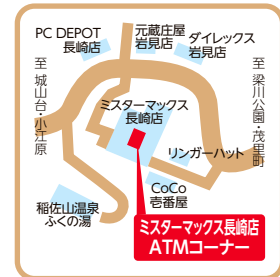 PC DEPOT
長崎店
元蔵庄屋
岩見店
ダイレックス
岩見店
至 城山台・小江原
至 梁川公園・茂里町
ミスターマックス
長崎店
リンガーハット
CoCo
壱番屋
稲佐山温泉
ふくの湯
ミスターマックス長崎店
ATMコーナー